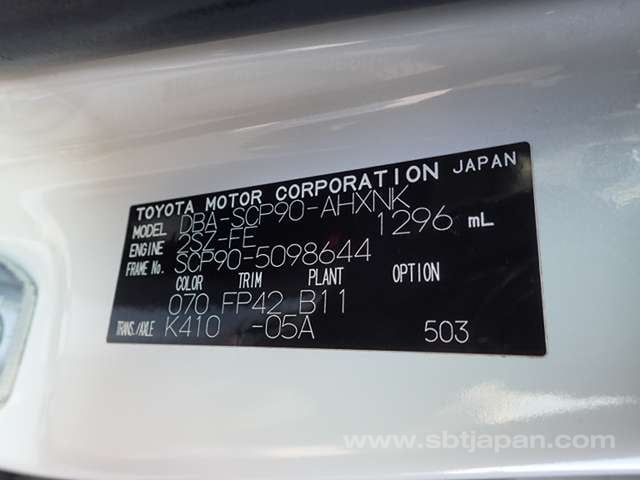 TOYOTA MOTOR CORPORATION JAPAN
MODEL DBA-SCP90-AHXNK
ENGINE 2SZ-FE 1296 mL
FRAME No. SCP90-5098644
COLOR TRIM PLANT OPTION
070 FP42 B11
TRANS./AXLE K410 -05A 503
www.sbtjapan.com